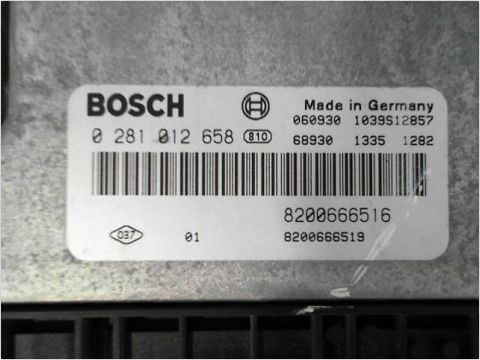 BOSCH
Made in Germany
060930 1039S12857
0 281 012 658 810
68930 1335 1282
8200666516
037 01 8200666519